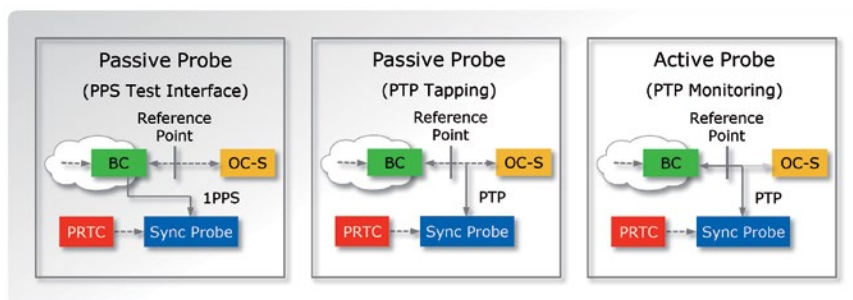 Passive Probe
(PPS Test Interface)
Reference
Point
BC
OC-S
1PPS
PRTC
Sync Probe
Passive Probe
(PTP Tapping)
Reference
Point
BC
OC-S
PTP
PRTC
Sync Probe
Active Probe
(PTP Monitoring)
Reference
Point
BC
OC-S
PTP
PRTC
Sync Probe